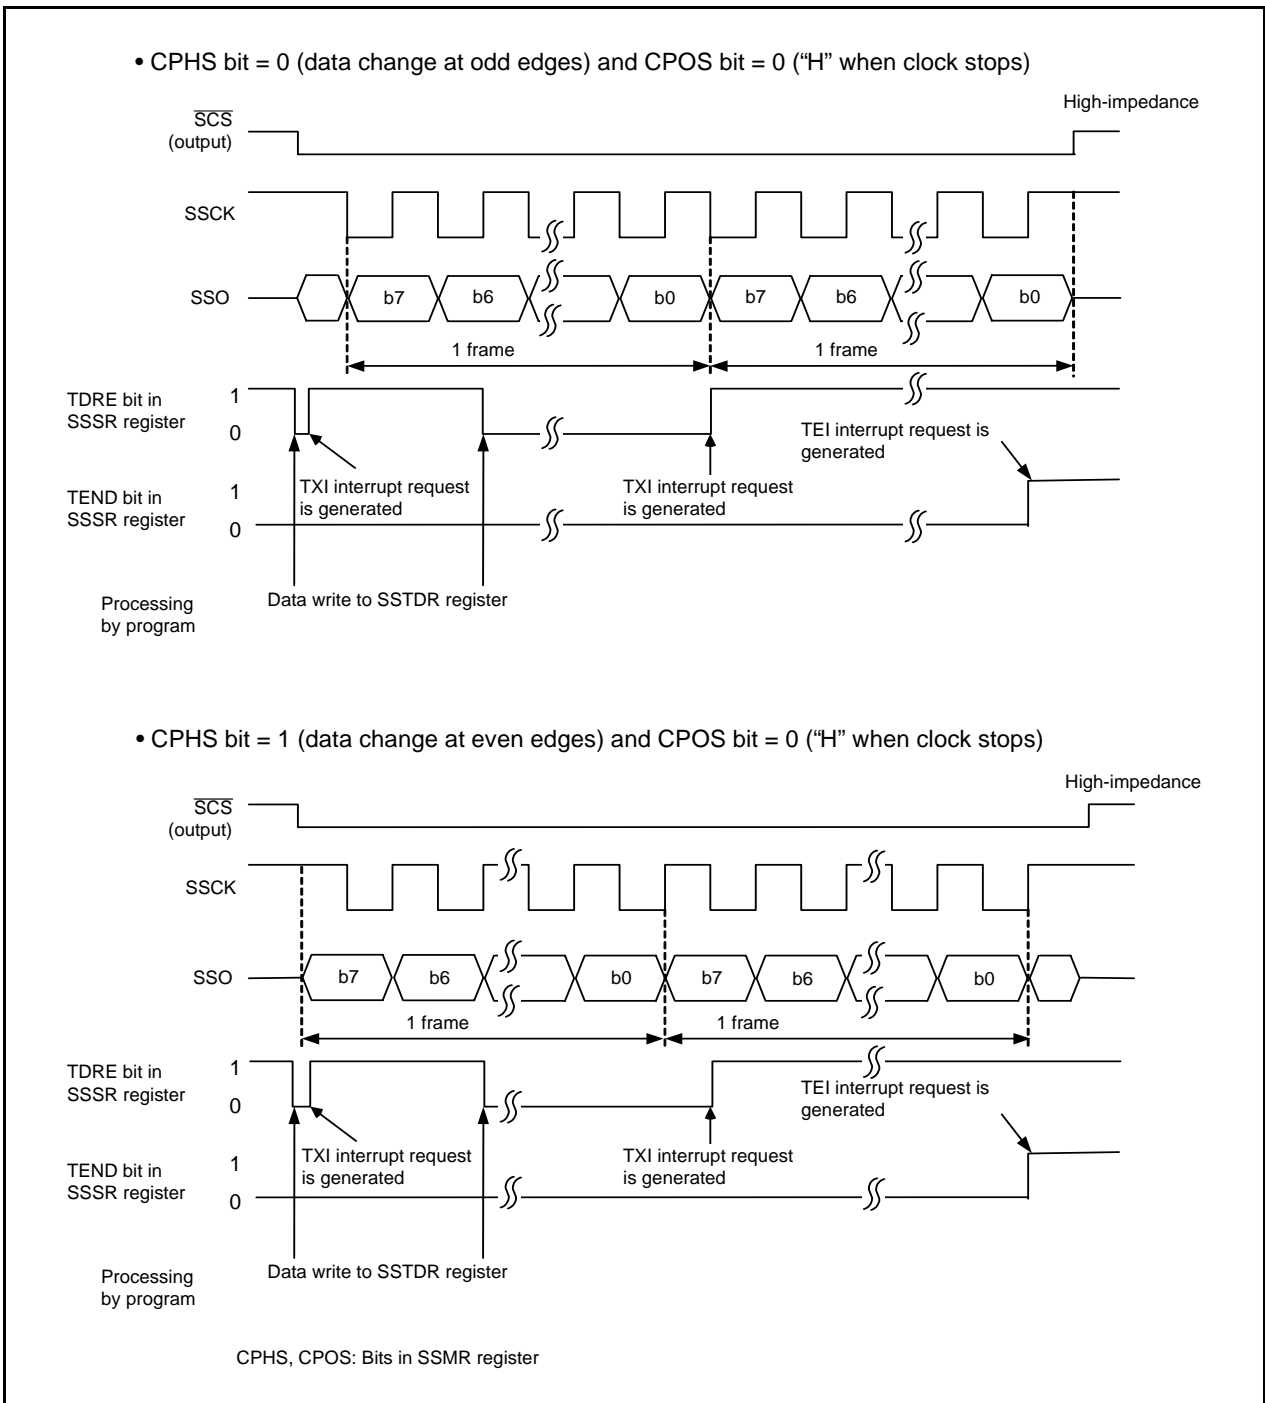 • CPHS bit = 0 (data change at odd edges) and CPOS bit = 0 (“H” when clock stops)
High-impedance
SCS
(output)
SSCK
SSO
b7
b6
b0
b7
b6
b0
1 frame
1 frame
TDRE bit in
SSSR register
1
0
TEI interrupt request is
generated
TXI interrupt request
is generated
TXI interrupt request
is generated
TEND bit in
SSSR register
1
0
Processing
by program
Data write to SSTDR register
• CPHS bit = 1 (data change at even edges) and CPOS bit = 0 (“H” when clock stops)
High-impedance
SCS
(output)
SSCK
SSO
b7
b6
b0
b7
b6
b0
1 frame
1 frame
TDRE bit in
SSSR register
1
0
TEI interrupt request is
generated
TXI interrupt request
is generated
TXI interrupt request
is generated
TEND bit in
SSSR register
1
0
Processing
by program
Data write to SSTDR register
CPHS, CPOS: Bits in SSMR register